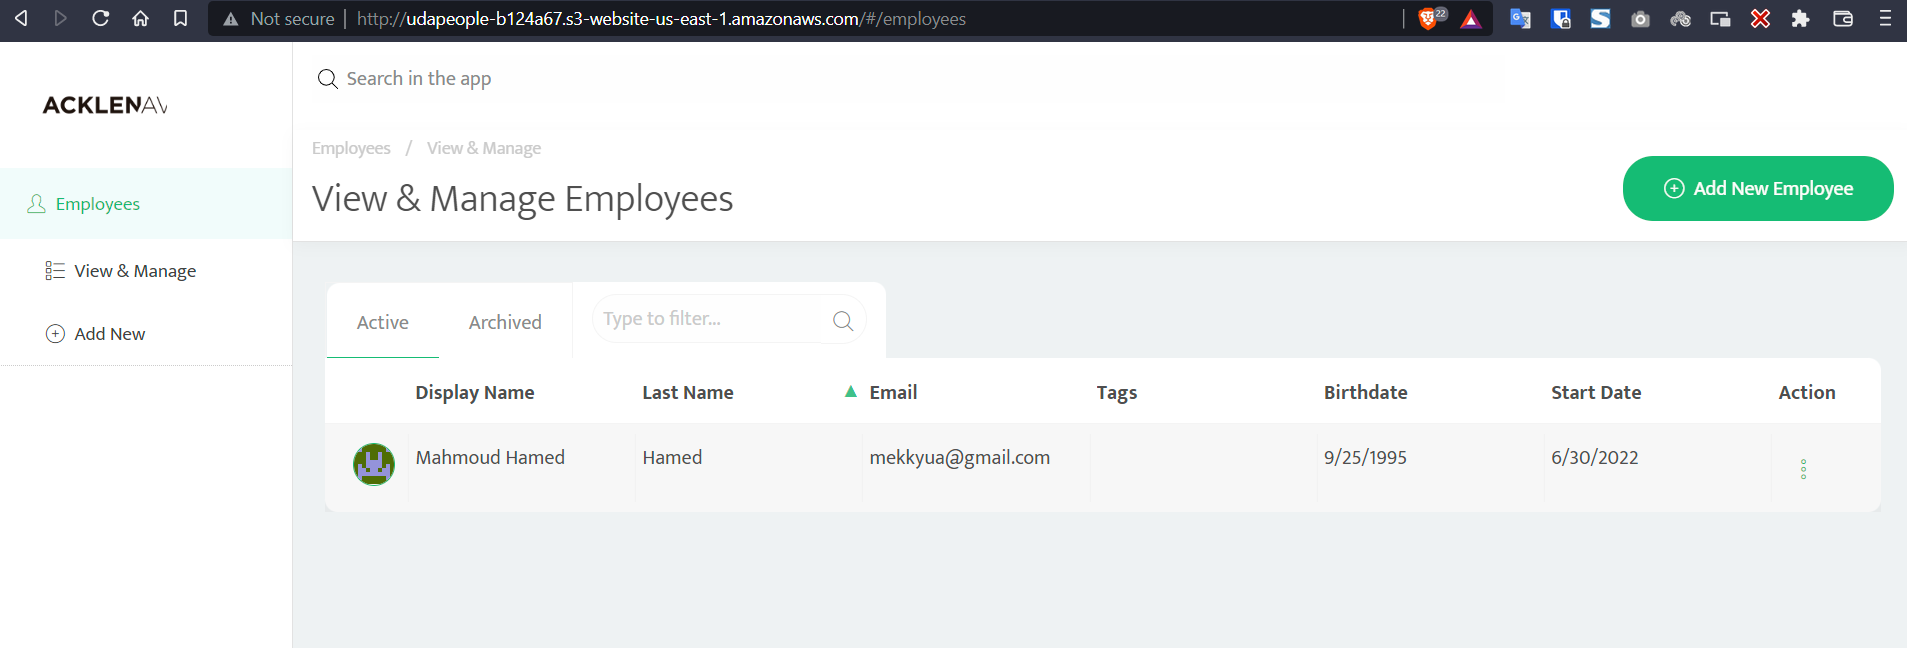 Not secure | http://udapeople-b124a67.s3-website-us-east-1.amazonaws.com/#/employees
22
Search in the app
ACKLENAV
Employees / View & Manage
View & Manage Employees
Add New Employee
Employees
View & Manage
Add New
Active Archived Type to filter...
Display Name Last Name ▲ Email Tags Birthdate Start Date Action
Mahmoud Hamed Hamed mekkyua@gmail.com 9/25/1995 6/30/2022